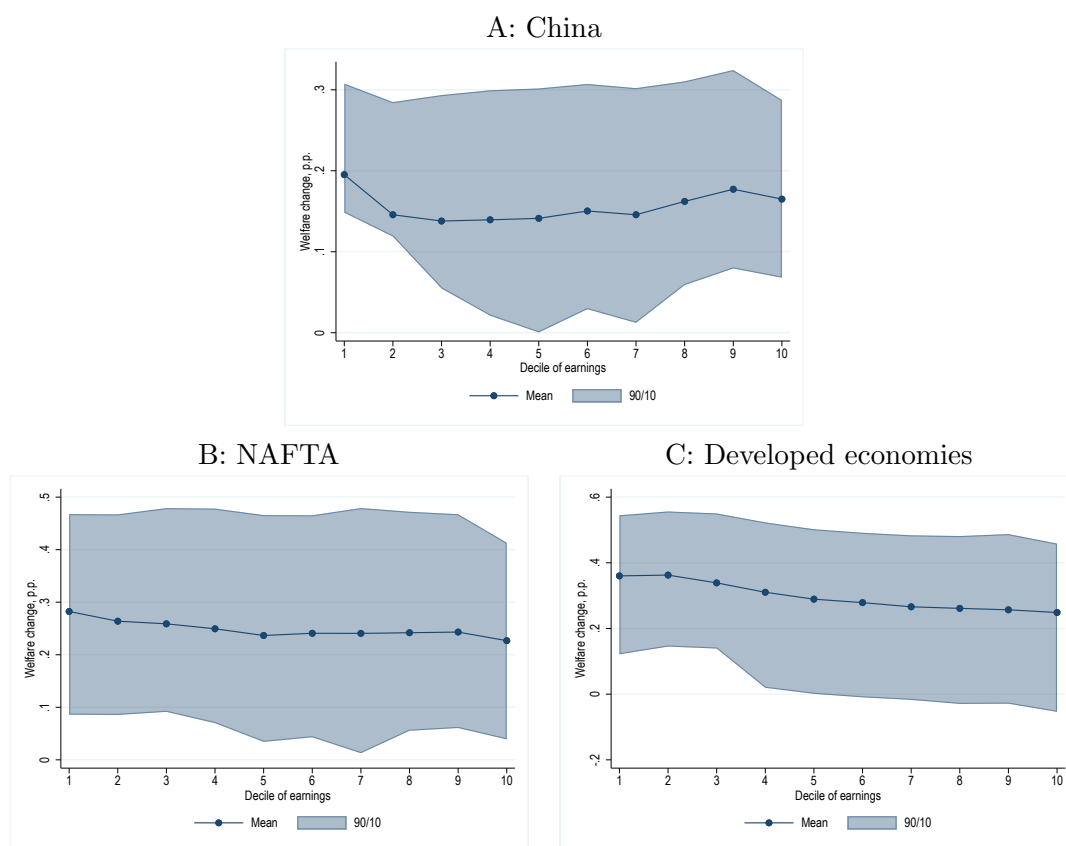 A: China
Welfare change, p.p.
.3
.2
.1
0
1 2 3 4 5 6 7 8 9 10
Decile of earnings
Mean 90/10
B: NAFTA
Welfare change, p.p.
.5
.4
.3
.2
.1
0
1 2 3 4 5 6 7 8 9 10
Decile of earnings
Mean 90/10
C: Developed economies
Welfare change, p.p.
.6
.4
.2
0
-.2
1 2 3 4 5 6 7 8 9 10
Decile of earnings
Mean 90/10